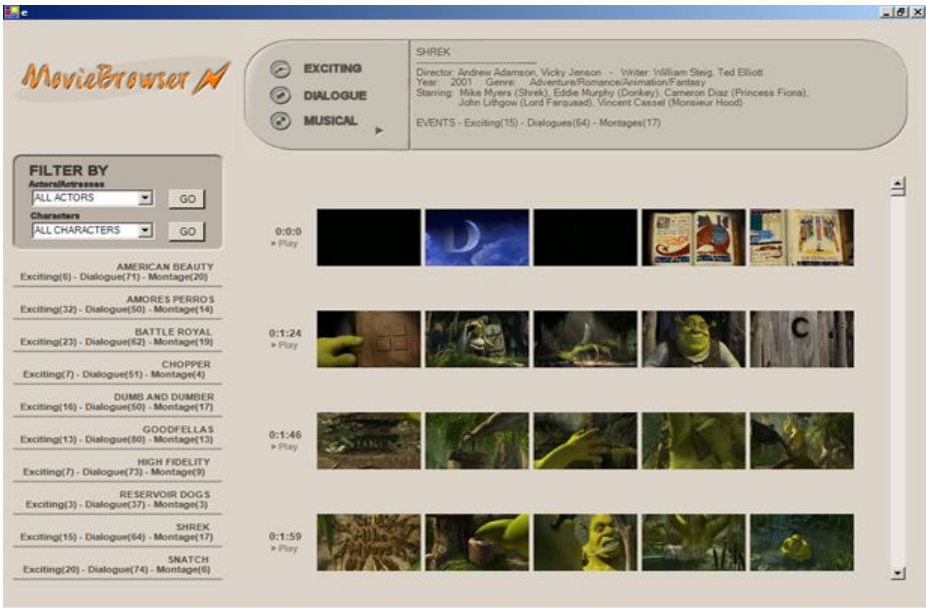 e
MovieBrowser
EXCITING
DIALOGUE
MUSICAL
SHREK
Director: Andrew Adamson, Vicky Jenson - Writer: William Steig, Ted Elliott
Year: 2001 Genre: Adventure/Romance/Animation/Fantasy
Starring: Mike Myers (Shrek), Eddie Murphy (Donkey), Cameron Diaz (Princess Fiona),
John Lithgow (Lord Farquaad), Vincent Cassel (Monsieur Hood)
EVENTS - Exciting(15) - Dialogues(64) - Montages(17)
FILTER BY
Actors/Actresses
ALL ACTORS GO
Characters
ALL CHARACTERS GO
AMERICAN BEAUTY
Exciting(6) - Dialogue(71) - Montage(20)
AMORES PERROS
Exciting(32) - Dialogue(50) - Montage(14)
BATTLE ROYAL
Exciting(23) - Dialogue(62) - Montage(19)
CHOPPER
Exciting(7) - Dialogue(51) - Montage(4)
DUMB AND DUMBER
Exciting(16) - Dialogue(50) - Montage(17)
GOODFELLAS
Exciting(13) - Dialogue(80) - Montage(13)
HIGH FIDELITY
Exciting(7) - Dialogue(73) - Montage(9)
RESERVOIR DOGS
Exciting(3) - Dialogue(37) - Montage(3)
SHREK
Exciting(15) - Dialogue(64) - Montage(17)
SNATCH
Exciting(20) - Dialogue(74) - Montage(6)
0:0:0
Play
D
0:1:24
Play
C
0:1:46
Play
0:1:59
Play
Mike
Myers